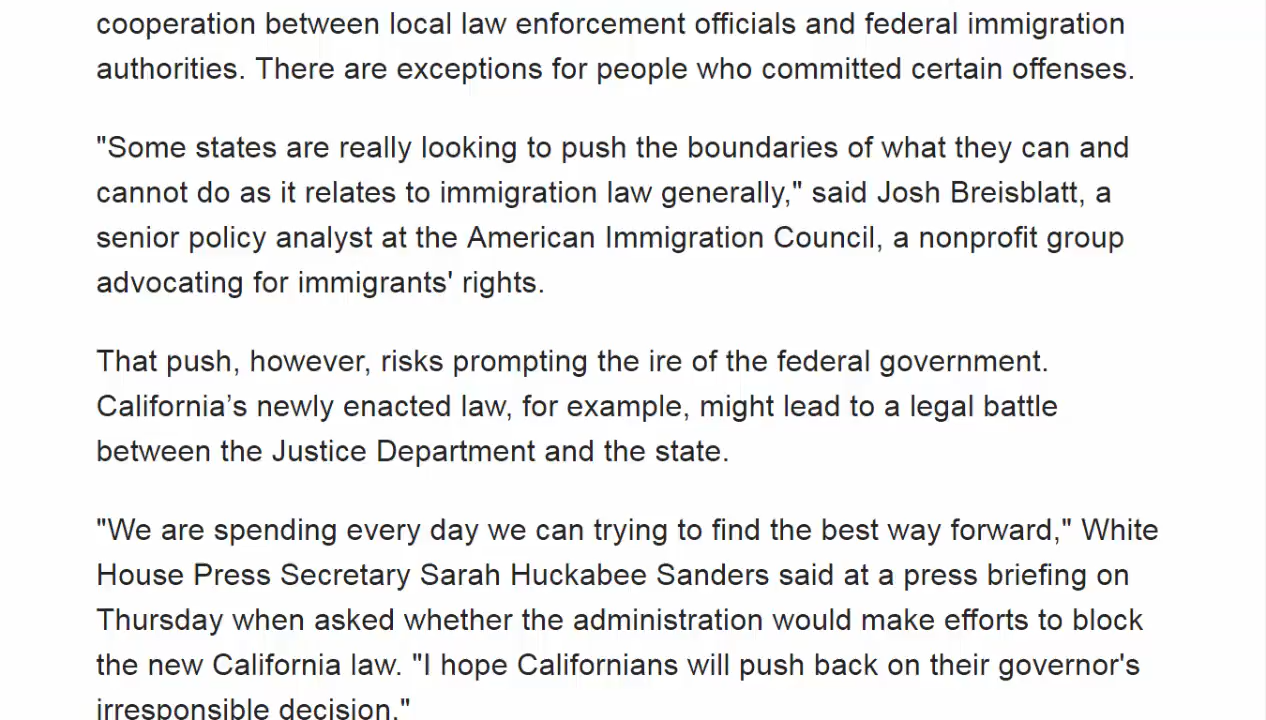 cooperation between local law enforcement officials and federal immigration
authorities. There are exceptions for people who committed certain offenses.
"Some states are really looking to push the boundaries of what they can and
cannot do as it relates to immigration law generally," said Josh Breisblatt, a
senior policy analyst at the American Immigration Council, a nonprofit group
advocating for immigrants' rights.
That push, however, risks prompting the ire of the federal government.
California’s newly enacted law, for example, might lead to a legal battle
between the Justice Department and the state.
"We are spending every day we can trying to find the best way forward," White
House Press Secretary Sarah Huckabee Sanders said at a press briefing on
Thursday when asked whether the administration would make efforts to block
the new California law. "I hope Californians will push back on their governor's
irresponsible decision."